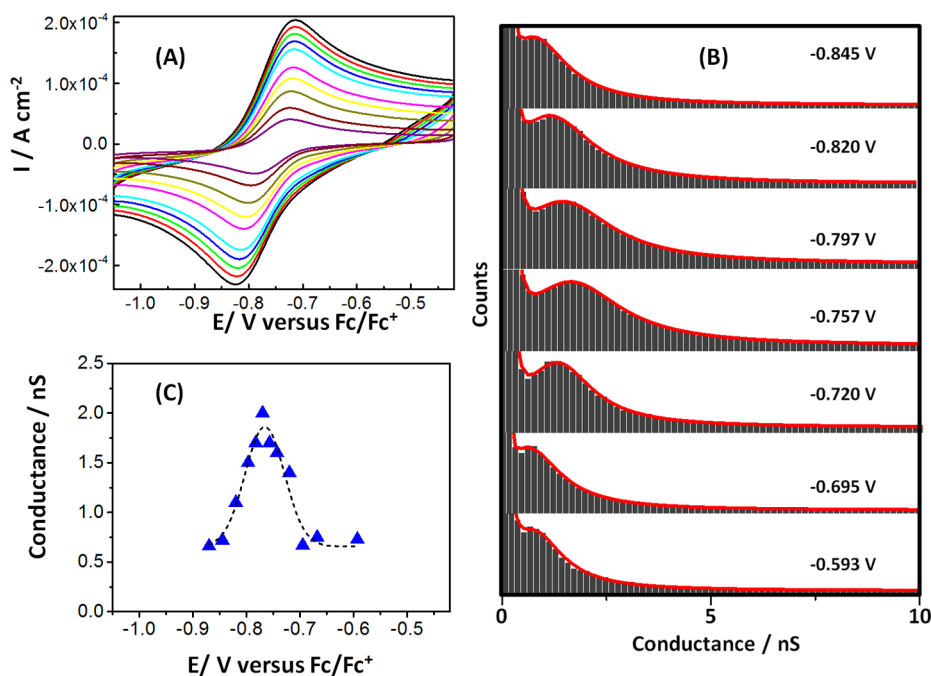 (A)
I / A cm-2
2.0x10-4
1.0x10-4
0.0
-1.0x10-4
-2.0x10-4
-1.0 -0.9 -0.8 -0.7 -0.6 -0.5
E/ V versus Fc/Fc+
(B)
Counts
-0.845 V
-0.820 V
-0.797 V
-0.757 V
-0.720 V
-0.695 V
-0.593 V
0 5 10
Conductance / nS
(C)
Conductance / nS
2.5
2.0
1.5
1.0
0.5
0.0
-1.0 -0.9 -0.8 -0.7 -0.6 -0.5
E/ V versus Fc/Fc+